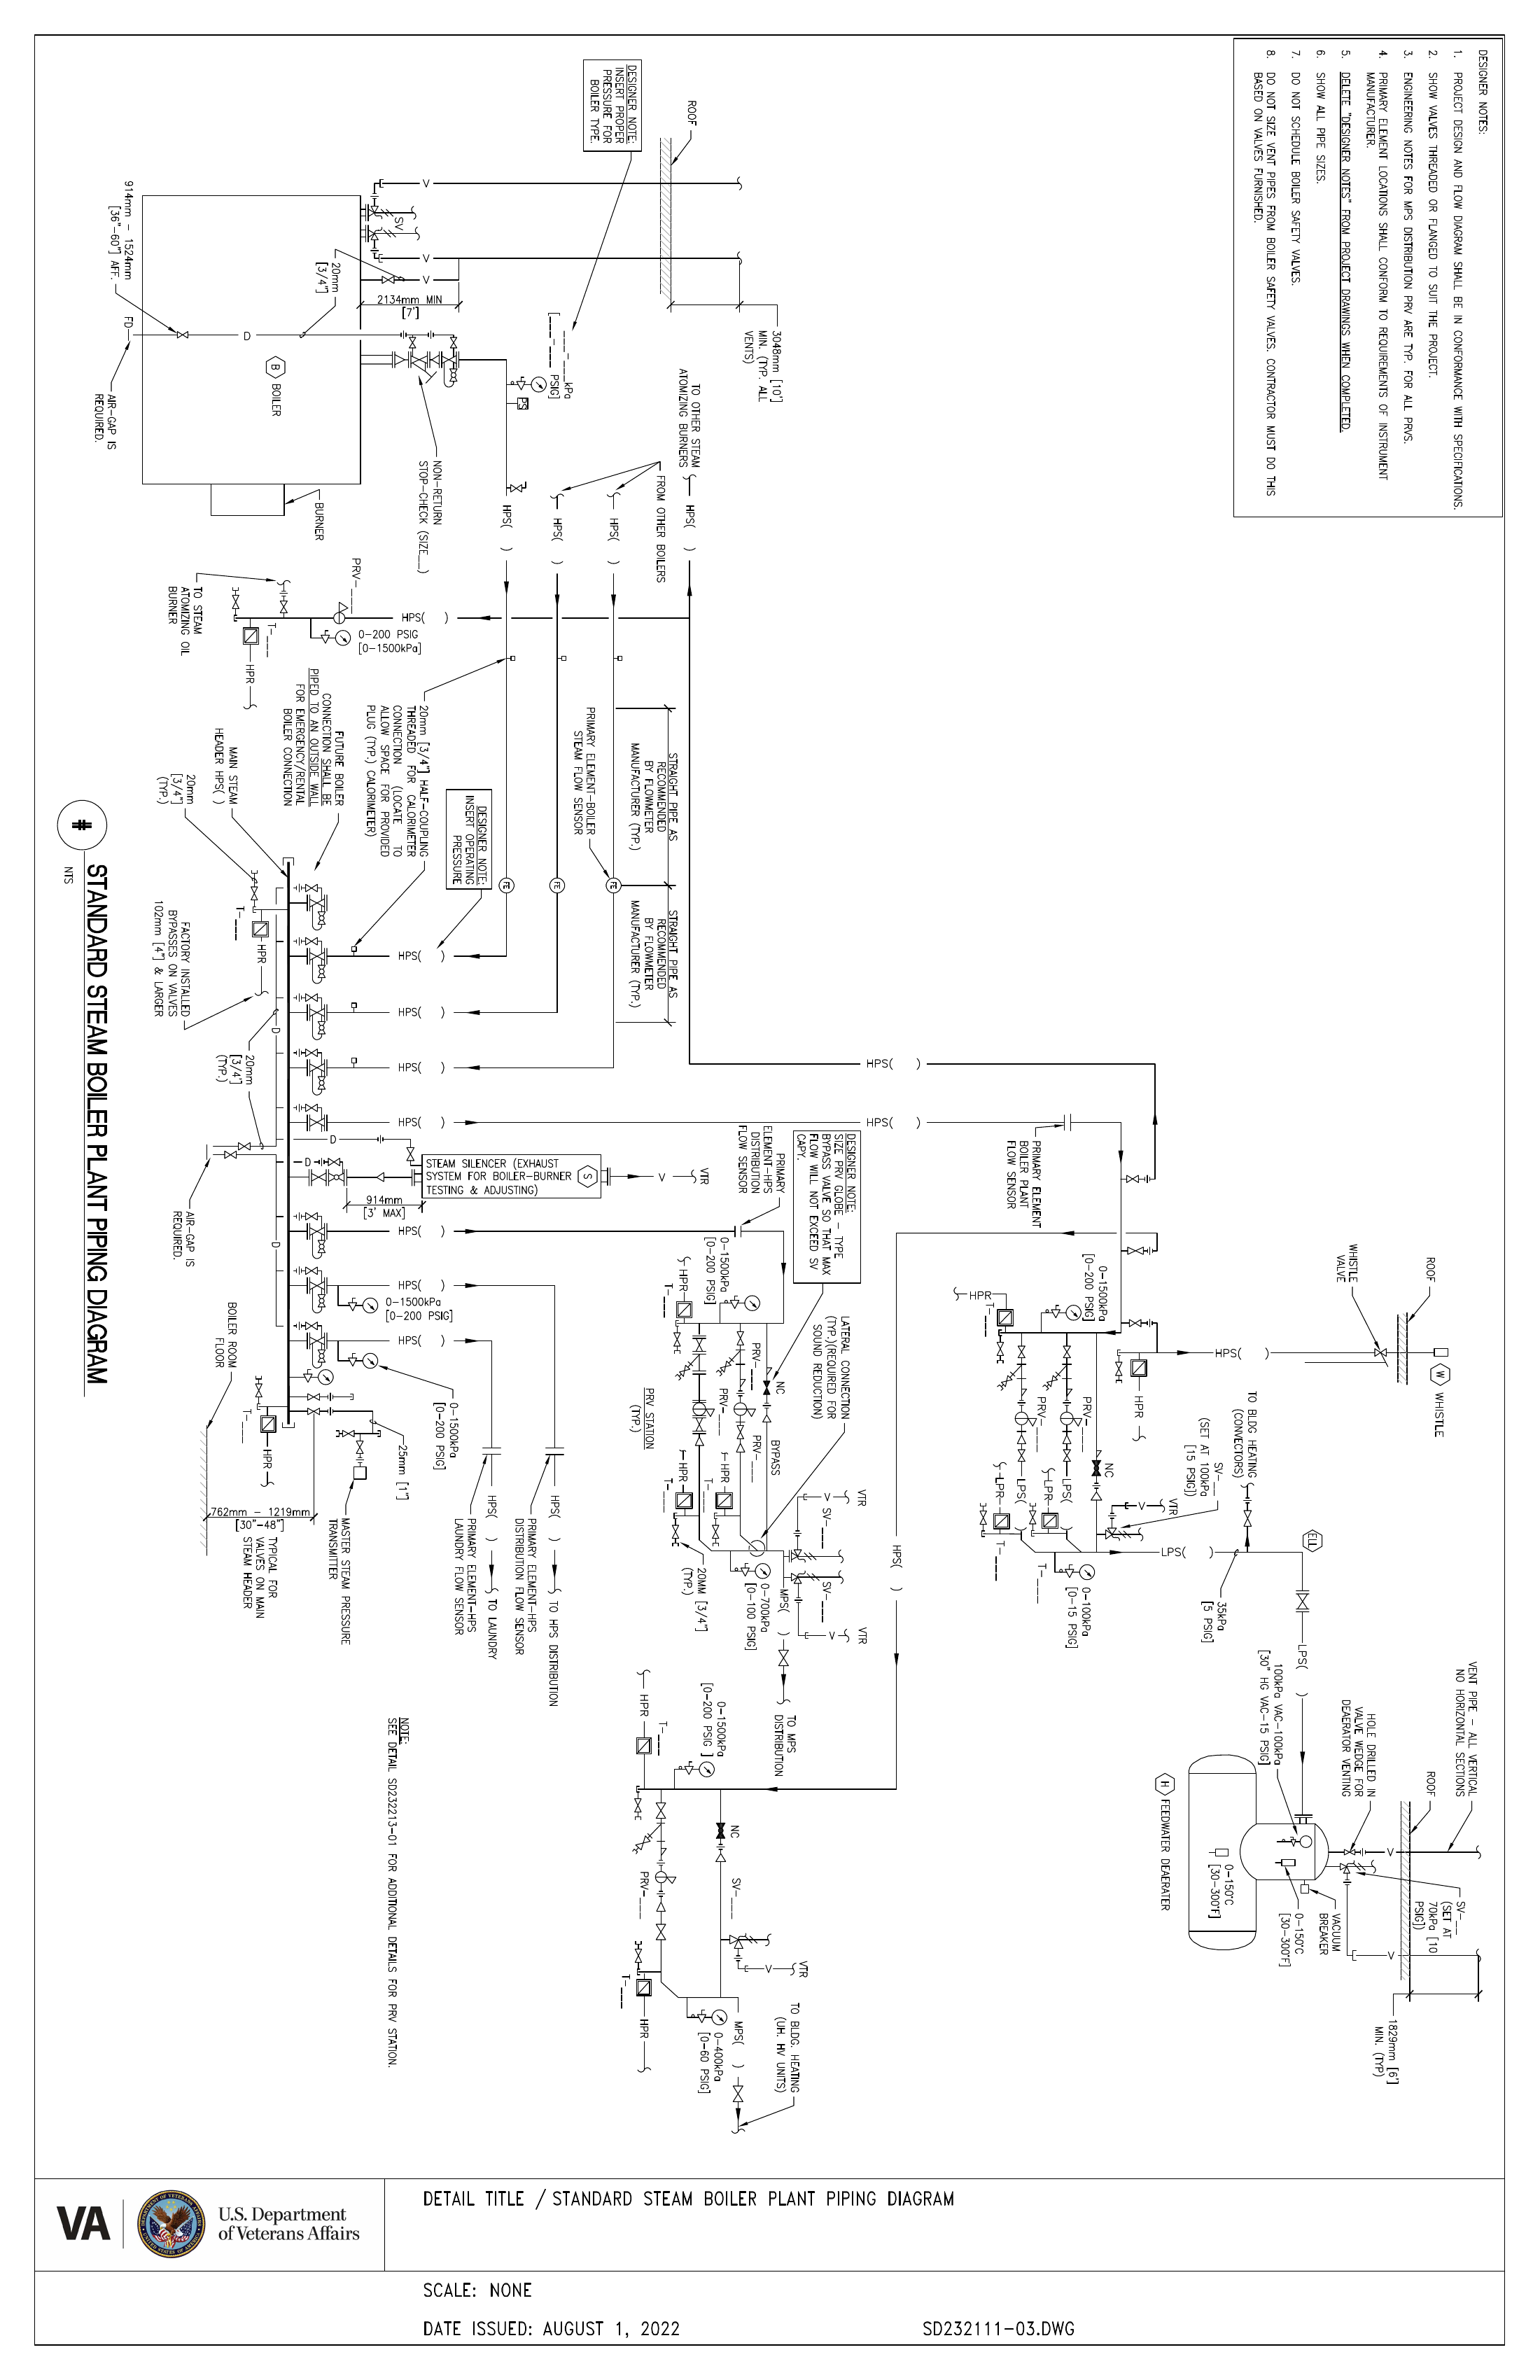 DESIGNER NOTES:
1. PROJECT DESIGN AND FLOW DIAGRAM SHALL BE IN CONFORMANCE WITH SPECIFICATIONS.
2. SHOW VALVES THREADED OR FLANGED TO SUIT THE PROJECT.
3. ENGINEERING NOTES FOR MPS DISTRIBUTION PRV ARE TYP. FOR ALL PRVS.
4. PRIMARY ELEMENT LOCATIONS SHALL CONFORM TO REQUIREMENTS OF INSTRUMENT
MANUFACTURER.
5. DELETE "DESIGNER NOTES" FROM PROJECT DRAWINGS WHEN COMPLETED.
6. SHOW ALL PIPE SIZES.
7. DO NOT SCHEDULE BOILER SAFETY VALVES.
8. DO NOT SIZE VENT PIPES FROM BOILER SAFETY VALVES. CONTRACTOR MUST DO THIS
BASED ON VALVES FURNISHED.
ROOF
WHISTLE
VALVE
W
WHISTLE
VENT PIPE - ALL VERTICAL
NO HORIZONTAL SECTIONS
ROOF
HOLE DRILLED IN
VALVE WEDGE FOR
DEAERATOR VENTING
SV-___
(SET AT
70kPa [10
PSIG])
1829mm [6']
MIN. (TYP)
V
V
VACUUM
BREAKER
0-150°C
[30-300°F]
0-150°C
[30-300°F]
100kPa VAC-100kPa
[30" HG VAC-15 PSIG]
H
FEEDWATER DEAERATER
LPS( )
ELL
TO BLDG HEATING
(CONVECTORS)
35kPa
[5 PSIG]
LPS( )
SV-___
(SET AT 100kPa
[15 PSIG])
V
VTR
HPS( )
HPR
T-___
0-1500kPa
[0-200 PSIG]
HPR
T-___
NC
PRV-___
PRV-___
LPS( )
LPS( )
LPR
LPR
T-___
T-___
0-100kPa
[0-15 PSIG]
PRIMARY ELEMENT
BOILER PLANT
FLOW SENSOR
HPS( )
HPS( )
HPS( )
ROOF
3048mm [10']
MIN. (TYP. ALL
VENTS)
DESIGNER NOTE:
INSERT PROPER
PRESSURE FOR
BOILER TYPE.
V
V
V
SV
20mm
[3/4"]
2134mm MIN
[7']
___-___kPa
[___-___ PSIG]
PS
914mm - 1524mm
[36"-60"] AFF.
FD
D
B
BOILER
AIR-GAP IS
REQUIRED.
BURNER
NON-RETURN
STOP-CHECK (SIZE___)
TO OTHER STEAM
ATOMIZING BURNERS
FROM OTHER BOILERS
HPS( )
HPS( )
HPS( )
HPS( )
PRV-___
HPS( )
0-200 PSIG
[0-1500kPa]
TO STEAM
ATOMIZING OIL
BURNER
T-___
HPR
20mm [3/4"] HALF-COUPLING
THREADED FOR CALORIMETER
CONNECTION (LOCATE TO
ALLOW SPACE FOR PROVIDED
PLUG (TYP.) CALORIMETER)
PRIMARY ELEMENT-BOILER
STEAM FLOW SENSOR
STRAIGHT PIPE AS
RECOMMENDED
BY FLOWMETER
MANUFACTURER (TYP.)
STRAIGHT PIPE AS
RECOMMENDED
BY FLOWMETER
MANUFACTURER (TYP.)
FE
FE
FE
DESIGNER NOTE:
INSERT OPERATING
PRESSURE
FUTURE BOILER
CONNECTION SHALL BE
PIPED TO AN OUTSIDE WALL
FOR EMERGENCY/RENTAL
BOILER CONNECTION
MAIN STEAM
HEADER HPS( )
20mm
[3/4"]
(TYP.)
T-___
HPR
FACTORY INSTALLED
BYPASSES ON VALVES
102mm [4"] & LARGER
20mm
[3/4"]
(TYP.)
D
HPS( )
HPS( )
HPS( )
HPS( )
D
D
STEAM SILENCER (EXHAUST
SYSTEM FOR BOILER-BURNER
TESTING & ADJUSTING)
S
V
VTR
914mm
[3' MAX]
AIR-GAP IS
REQUIRED.
D
HPS( )
HPS( )
HPS( )
0-1500kPa
[0-200 PSIG]
0-1500kPa
[0-200 PSIG]
BOILER ROOM
FLOOR
T-___
HPR
25mm [1"]
MASTER STEAM PRESSURE
TRANSMITTER
762mm - 1219mm
[30"-48"]
TYPICAL FOR
VALVES ON MAIN
STEAM HEADER
HPS( )
TO LAUNDRY
PRIMARY ELEMENT-HPS
LAUNDRY FLOW SENSOR
HPS( )
TO HPS DISTRIBUTION
PRIMARY ELEMENT-HPS
DISTRIBUTION FLOW SENSOR
PRIMARY
ELEMENT-HPS
DISTRIBUTION
FLOW SENSOR
DESIGNER NOTE:
SIZE PRV GLOBE - TYPE
BYPASS VALVE SO THAT MAX
FLOW WILL NOT EXCEED SV
CAPY.
LATERAL CONNECTION
(TYP.)(REQUIRED FOR
SOUND REDUCTION)
0-1500kPa
[0-200 PSIG]
HPR
T-___
NC
BYPASS
PRV-___
PRV-___
PRV-___
PRV STATION
(TYP.)
HPR
HPR
T-___
T-___
20MM [3/4"]
(TYP.)
SV-___
SV-___
V
VTR
V
VTR
0-700kPa
[0-100 PSIG]
MPS( )
TO MPS
DISTRIBUTION
HPS( )
0-1500kPa
[0-200 PSIG ]
HPR
T-___
NC
PRV-___
SV-___
V
VTR
T-___
HPR
0-400kPa
[0-60 PSIG]
MPS( )
TO BLDG. HEATING
(UH. HV UNITS)
NOTE:
SEE DETAIL SD232213-01 FOR ADDITIONAL DETAILS FOR PRV STATION.
#
STANDARD STEAM BOILER PLANT PIPING DIAGRAM
NTS
VA
U.S. Department
of Veterans Affairs
DETAIL TITLE / STANDARD STEAM BOILER PLANT PIPING DIAGRAM
SCALE: NONE
DATE ISSUED: AUGUST 1, 2022
SD232111-03.DWG